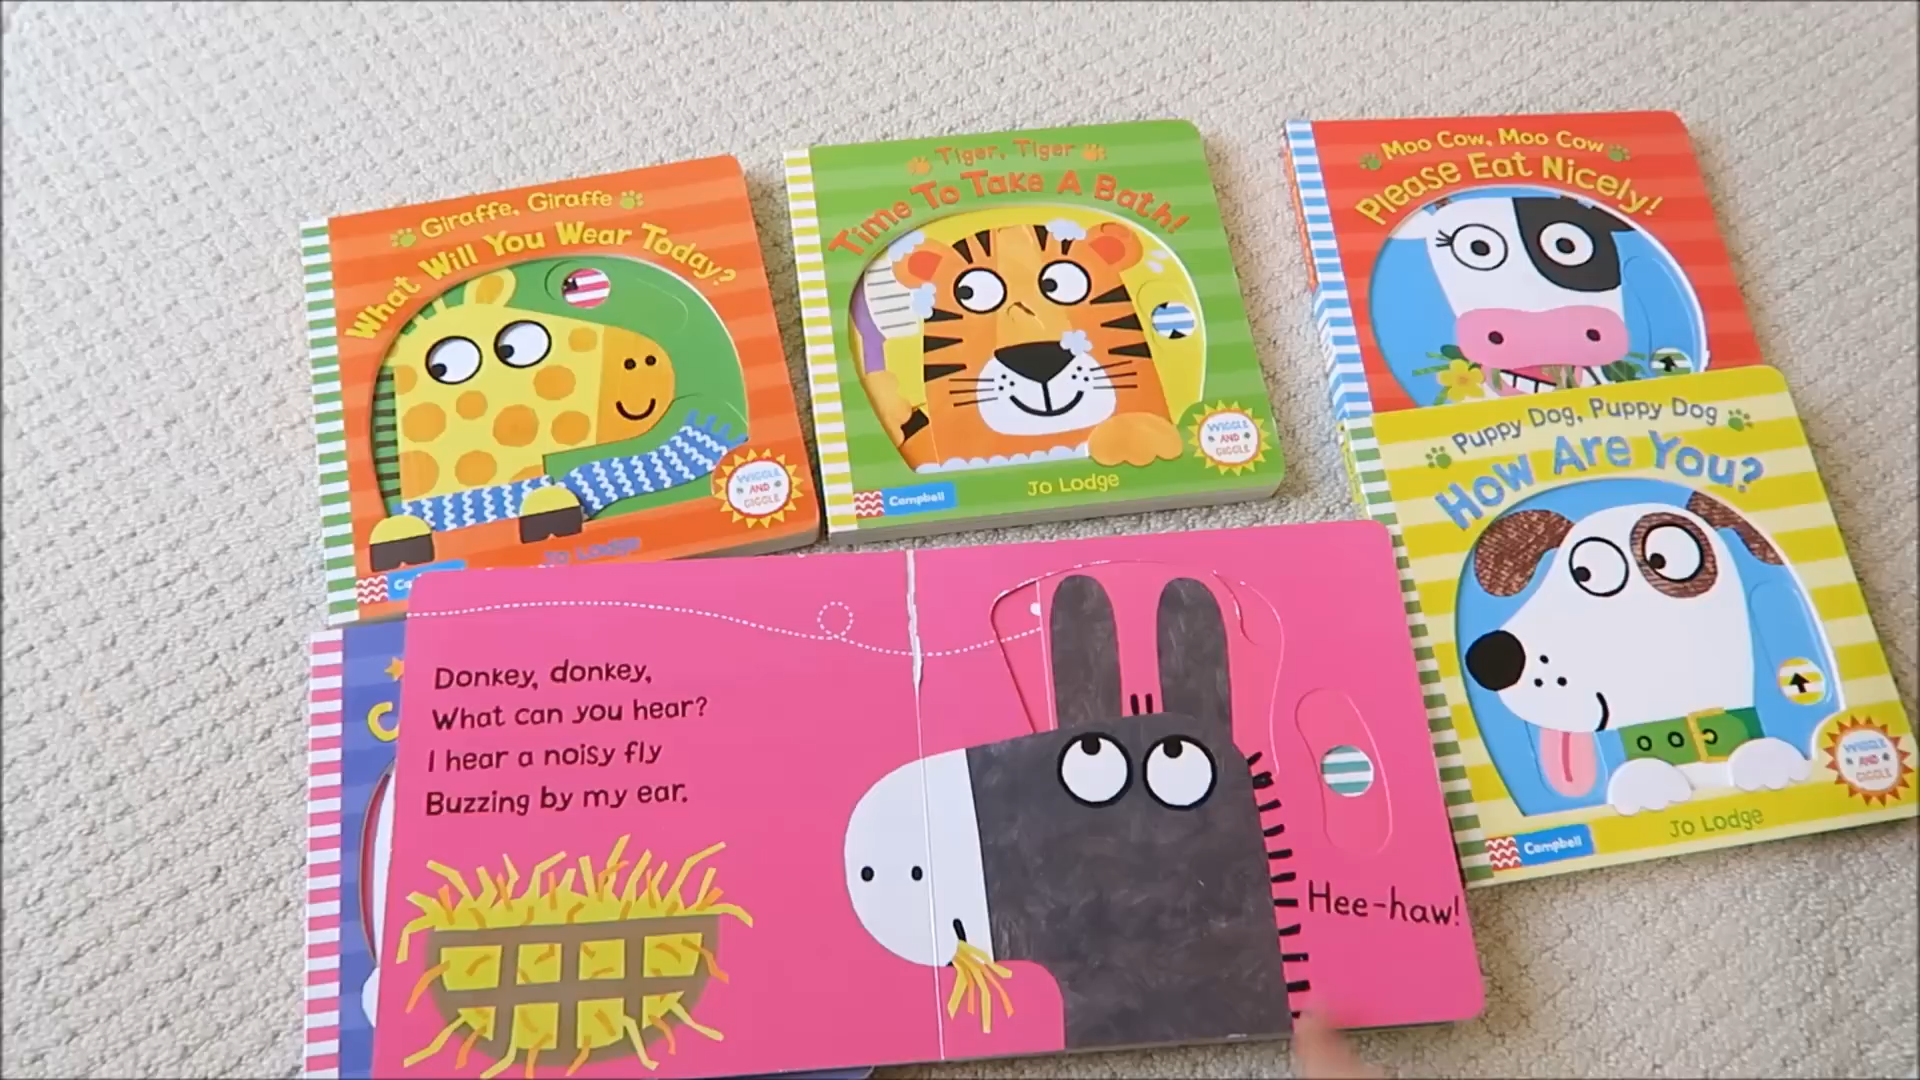 Giraffe, Giraffe
What Will You Wear Today?
WIGGLE
AND
GIGGLE
Jo Lodge
Tiger, Tiger
Time To Take A Bath!
WIGGLE
AND
GIGGLE
Campbell
Jo Lodge
Moo Cow, Moo Cow
Please Eat Nicely!
Puppy Dog, Puppy Dog
How Are You?
WIGGLE
AND
GIGGLE
Campbell
Jo Lodge
Donkey, donkey,
What can you hear?
I hear a noisy fly
Buzzing by my ear.
Hee-haw!